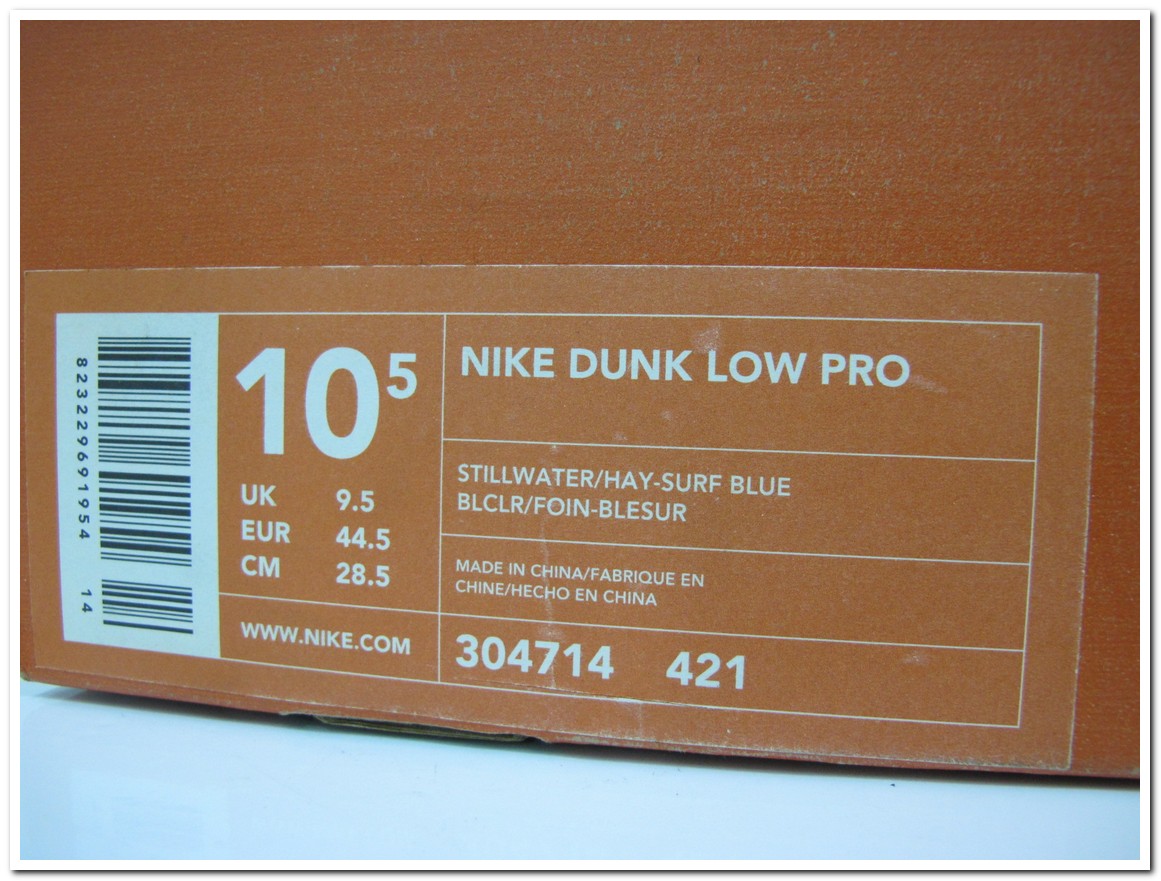 823229691954 14
10 5
UK 9.5
EUR 44.5
CM 28.5
WWW.NIKE.COM
NIKE DUNK LOW PRO
STILLWATER/HAY-SURF BLUE
BLCLR/FOIN-BLESUR
MADE IN CHINA/FABRIQUE EN
CHINE/HECHO EN CHINA
304714 421